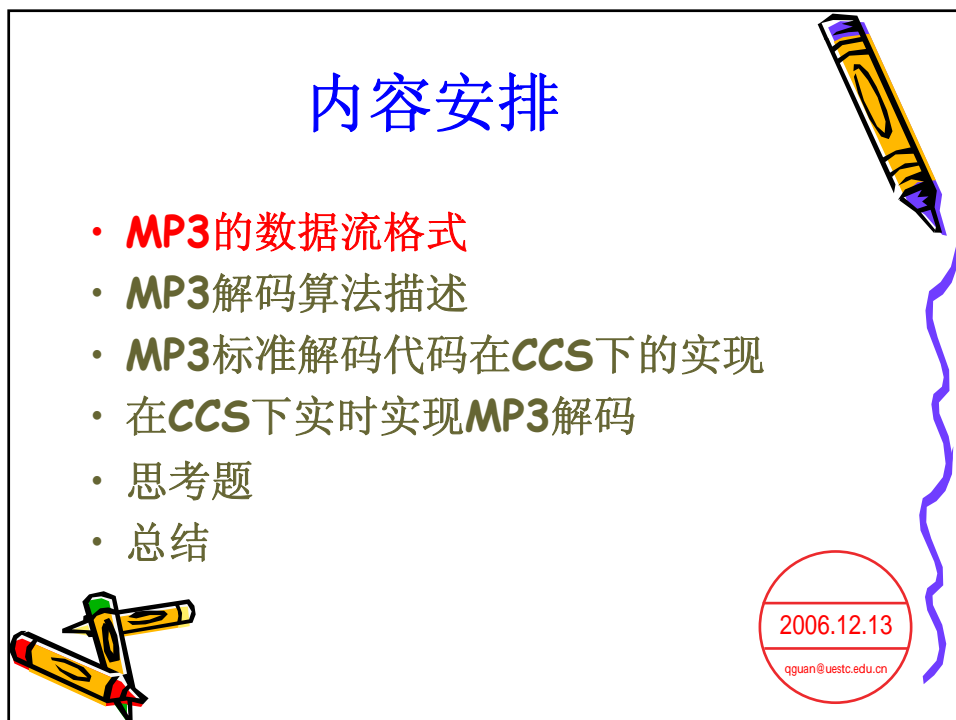 内容安排
• MP3的数据流格式
• MP3解码算法描述
• MP3标准解码代码在CCS下的实现
• 在CCS下实时实现MP3解码
• 思考题
• 总结
2006.12.13
qguan@uestc.edu.cn